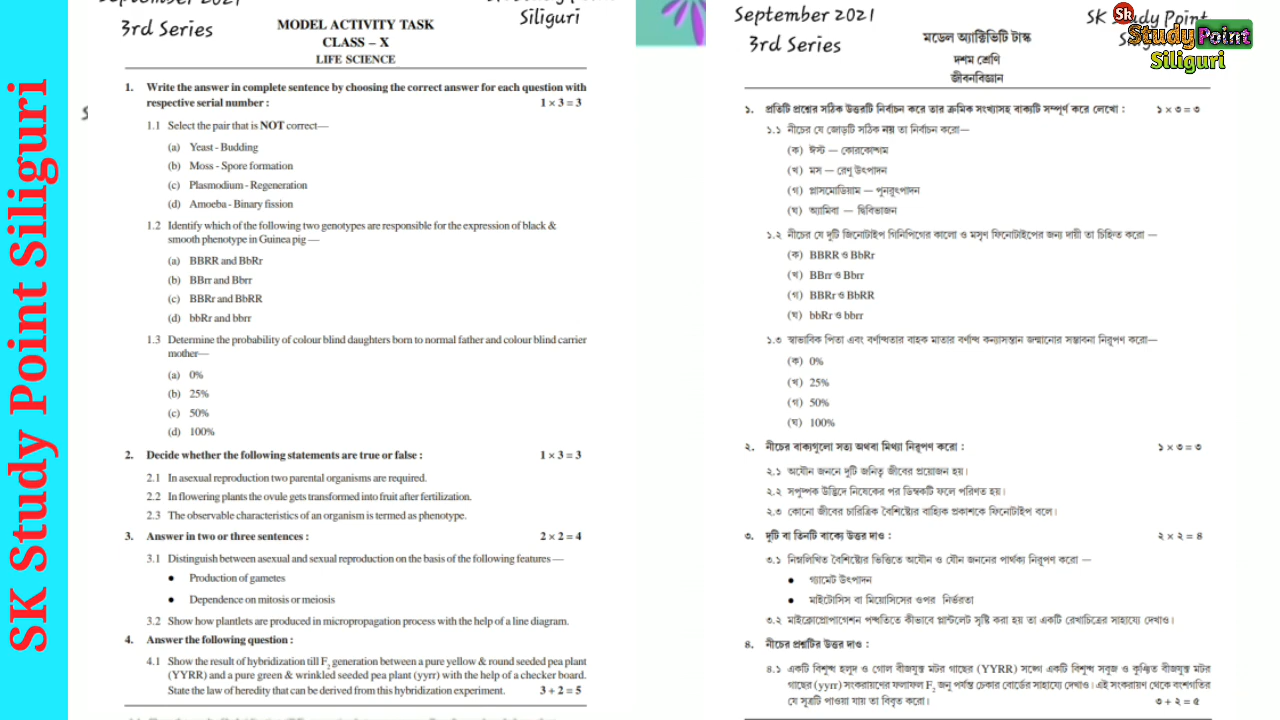 SK Study Point Siliguri
September 2021
3rd Series
Siliguri
MODEL ACTIVITY TASK
CLASS – X
LIFE SCIENCE
1. Write the answer in complete sentence by choosing the correct answer for each question with
respective serial number : 1 × 3 = 3
1.1 Select the pair that is NOT correct—
(a) Yeast - Budding
(b) Moss - Spore formation
(c) Plasmodium - Regeneration
(d) Amoeba - Binary fission
1.2 Identify which of the following two genotypes are responsible for the expression of black &
smooth phenotype in Guinea pig —
(a) BBRR and BbRr
(b) BBrr and Bbrr
(c) BBRr and BbRR
(d) bbRr and bbrr
1.3 Determine the probability of colour blind daughters born to normal father and colour blind carrier
mother—
(a) 0%
(b) 25%
(c) 50%
(d) 100%
2. Decide whether the following statements are true or false : 1 × 3 = 3
2.1 In asexual reproduction two parental organisms are required.
2.2 In flowering plants the ovule gets transformed into fruit after fertilization.
2.3 The observable characteristics of an organism is termed as phenotype.
3. Answer in two or three sentences : 2 × 2 = 4
3.1 Distinguish between asexual and sexual reproduction on the basis of the following features —
● Production of gametes
● Dependence on mitosis or meiosis
3.2 Show how plantlets are produced in micropropagation process with the help of a line diagram.
4. Answer the following question :
4.1 Show the result of hybridization till F2 generation between a pure yellow & round seeded pea plant
(YYRR) and a pure green & wrinkled seeded pea plant (yyrr) with the help of a checker board.
State the law of heredity that can be derived from this hybridization experiment. 3 + 2 = 5
September 2021
3rd Series
SK Study Point
Sk
Study Point
Siliguri
মডেল অ্যাক্টিভিটি টাস্ক
দশম শ্রেণি
জীবনবিজ্ঞান
১. প্রতিটি প্রশ্নের সঠিক উত্তরটি নির্বাচন করে তার ক্রমিক সংখ্যাসহ বাক্যটি সম্পূর্ণ করে লেখো : ১ × ৩ = ৩
১.১ নীচের যে জোড়টি সঠিক নয় তা নির্বাচন করো—
(ক) ঈস্ট — কোরকোদ্গম
(খ) মস — রেণু উৎপাদন
(গ) প্লাসমোডিয়াম — পুনরুৎপাদন
(ঘ) অ্যামিবা — দ্বিবিভাজন
১.২ নীচের যে দুটি জিনোটাইপ গিনিপিগের কালো ও মসৃণ ফিনোটাইপের জন্য দায়ী তা চিহ্নিত করো —
(ক) BBRR ও BbRr
(খ) BBrr ও Bbrr
(গ) BBRr ও BbRR
(ঘ) bbRr ও bbrr
১.৩ স্বাভাবিক পিতা এবং বর্ণান্ধতার বাহক মাতার বর্ণান্ধ কন্যাসন্তান জন্মানোর সম্ভাবনা নিরূপণ করো—
(ক) 0%
(খ) 25%
(গ) 50%
(ঘ) 100%
২. নীচের বাক্যগুলো সত্য অথবা মিথ্যা নিরূপণ করো : ১ × ৩ = ৩
২.১ অযৌন জননে দুটি জনিতৃ জীবের প্রয়োজন হয়।
২.২ সপুষ্পক উদ্ভিদে নিষেকের পর ডিম্বকটি ফলে পরিণত হয়।
২.৩ কোনো জীবের চারিত্রিক বৈশিষ্ট্যের বাহ্যিক প্রকাশকে ফিনোটাইপ বলে।
৩. দুটি বা তিনটি বাক্যে উত্তর দাও : ২ × ২ = ৪
৩.১ নিম্নলিখিত বৈশিষ্ট্যের ভিত্তিতে অযৌন ও যৌন জননের পার্থক্য নিরূপণ করো —
● গ্যামেট উৎপাদন
● মাইটোসিস বা মিয়োসিসের ওপর নির্ভরতা
৩.২ মাইক্রোপ্রোপাগেশন পদ্ধতিতে কীভাবে প্লান্টলেট সৃষ্টি করা হয় তা একটি রেখাচিত্রের সাহায্যে দেখাও।
৪. নীচের প্রশ্নটির উত্তর দাও :
৪.১ একটি বিশুদ্ধ হলুদ ও গোল বীজযুক্ত মটর গাছের (YYRR) সঙ্গে একটি বিশুদ্ধ সবুজ ও কুঞ্চিত বীজযুক্ত মটর
গাছের (yyrr) সংকরায়ণের ফলাফল F2 জনু পর্যন্ত চেকার বোর্ডের সাহায্যে দেখাও। এই সংকরায়ণ থেকে বংশগতির
যে সূত্রটি পাওয়া যায় তা বিবৃত করো। ৩ + ২ = ৫